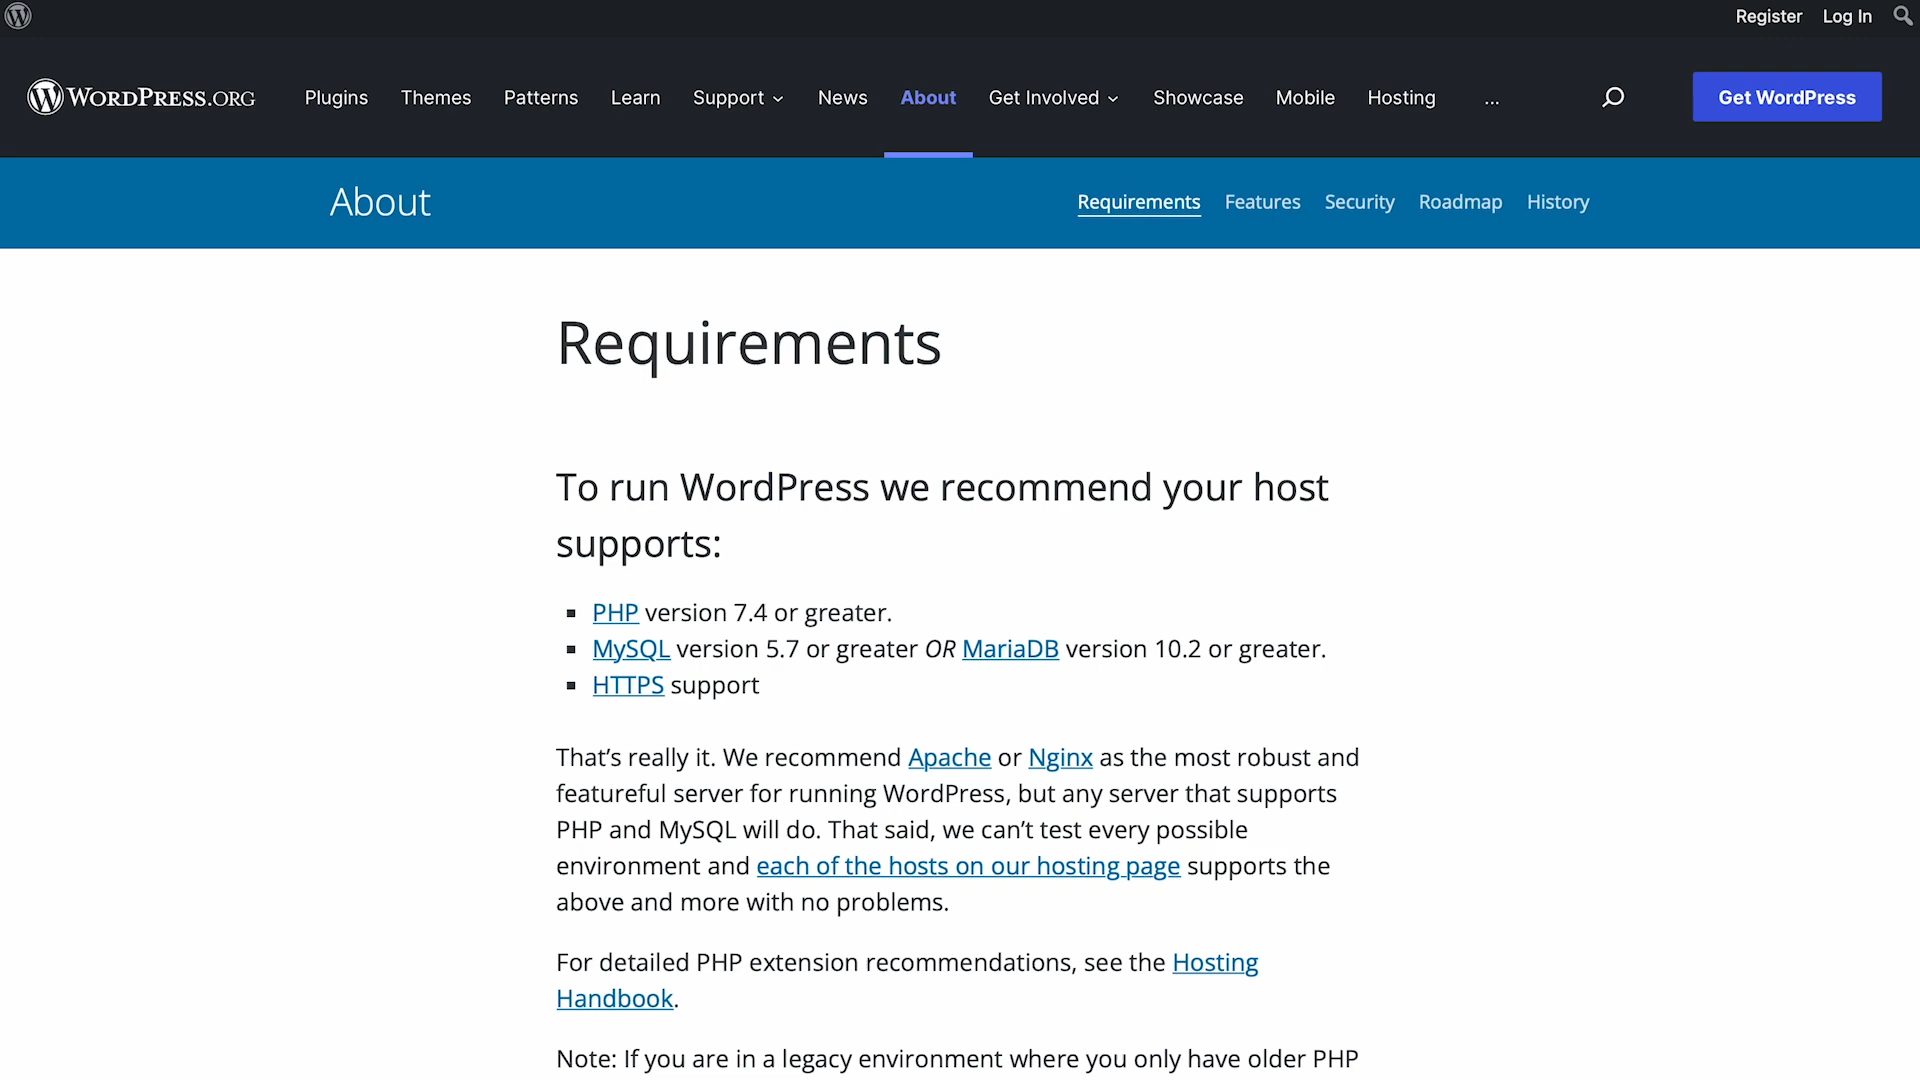 Register Log In
WORDPRESS.ORG Plugins Themes Patterns Learn Support News About Get Involved Showcase Mobile Hosting ... Get WordPress
About Requirements Features Security Roadmap History
Requirements
To run WordPress we recommend your host
supports:
PHP version 7.4 or greater.
MySQL version 5.7 or greater OR MariaDB version 10.2 or greater.
HTTPS support
That’s really it. We recommend Apache or Nginx as the most robust and
featureful server for running WordPress, but any server that supports
PHP and MySQL will do. That said, we can’t test every possible
environment and each of the hosts on our hosting page supports the
above and more with no problems.
For detailed PHP extension recommendations, see the Hosting
Handbook.
Note: If you are in a legacy environment where you only have older PHP